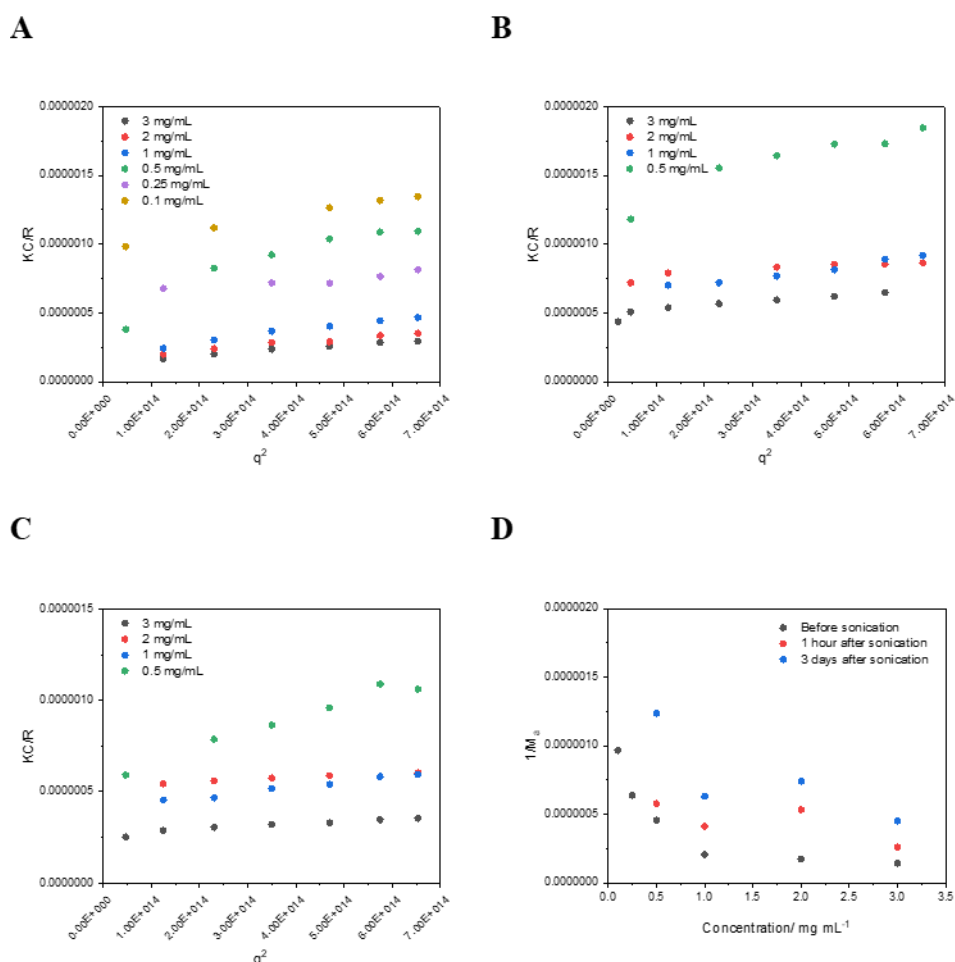 A
B
0.0000020
0.0000015
0.0000010
0.0000005
0.0000000
KC/R
3 mg/mL
2 mg/mL
1 mg/mL
0.5 mg/mL
0.25 mg/mL
0.1 mg/mL
0.00E+000
1.00E+014
2.00E+014
3.00E+014
4.00E+014
5.00E+014
6.00E+014
7.00E+014
q²
0.0000020
0.0000015
0.0000010
0.0000005
0.0000000
KC/R
3 mg/mL
2 mg/mL
1 mg/mL
0.5 mg/mL
0.00E+000
1.00E+014
2.00E+014
3.00E+014
4.00E+014
5.00E+014
6.00E+014
7.00E+014
q²
C
D
0.0000015
0.0000010
0.0000005
0.0000000
KC/R
3 mg/mL
2 mg/mL
1 mg/mL
0.5 mg/mL
0.00E+000
1.00E+014
2.00E+014
3.00E+014
4.00E+014
5.00E+014
6.00E+014
7.00E+014
q²
0.0000020
0.0000015
0.0000010
0.0000005
0.0000000
1/Mₐ
Before sonication
1 hour after sonication
3 days after sonication
0.0 0.5 1.0 1.5 2.0 2.5 3.0 3.5
Concentration/ mg mL⁻¹